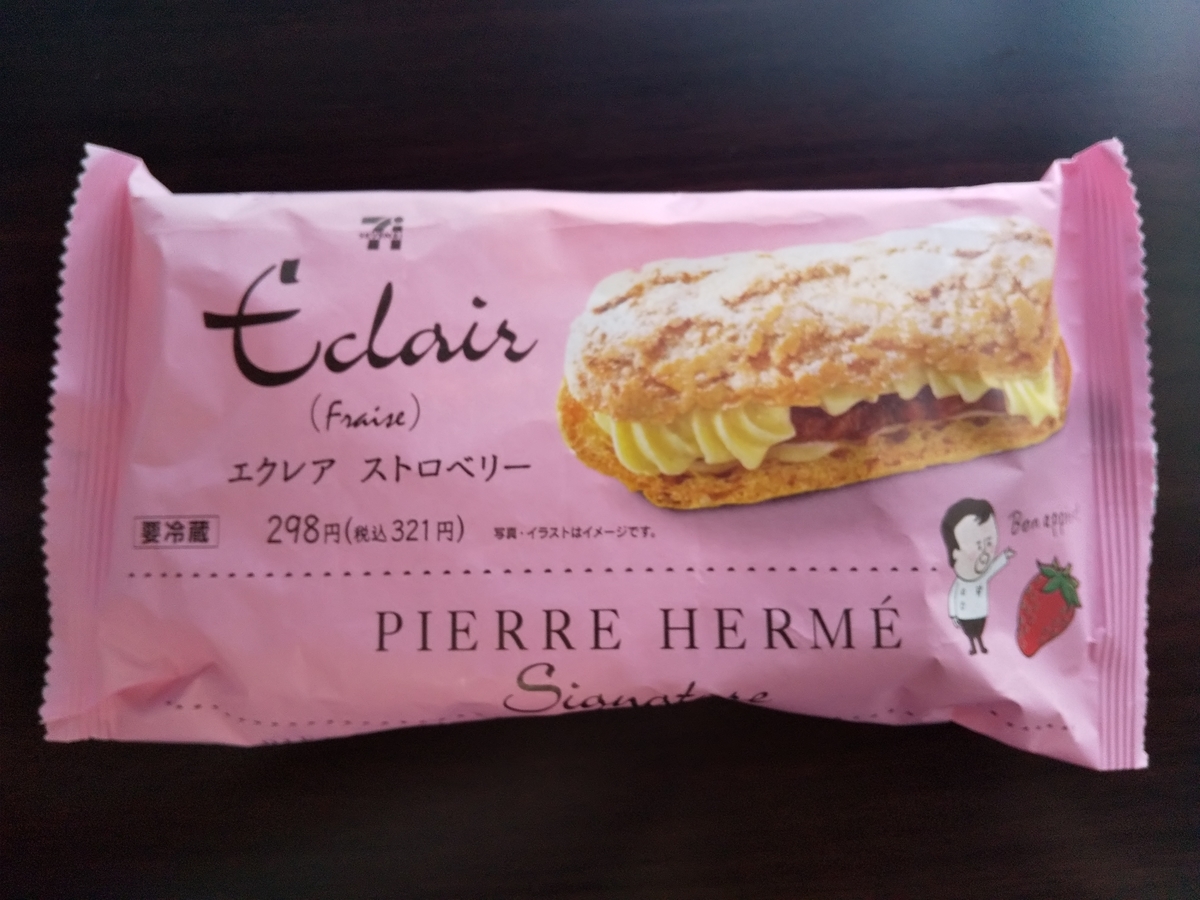 Éclair
(Fraise)
エクレア ストロベリー
要冷蔵 298円(税込321円) 写真・イラストはイメージです。
Bon appétit
PIERRE HERMÉ
Signature